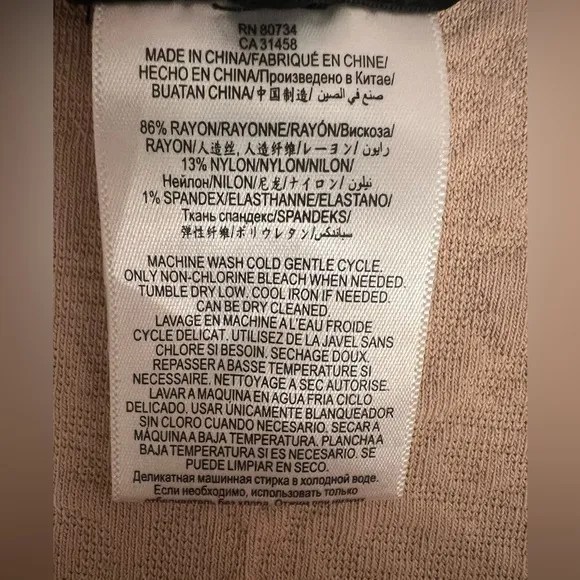 RN 80734
CA 31458
MADE IN CHINA/FABRIQUÉ EN CHINE/
HECHO EN CHINA/Произведено в Китае/
BUATAN CHINA/中国制造/ صنع في الصين/
86% RAYON/RAYONNE/RAYÓN/Вискоза/
RAYON/人造丝, 人造纤维/レーヨン/ رايون/
13% NYLON/NYLON/NILON/
Нейлон/NILON/尼龙/ナイロン/ نيلون/
1% SPANDEX/ELASTHANNE/ELASTANO/
Ткань спандекс/SPANDEKS/
弹性纤维/ポリウレタン/سباندكس/
MACHINE WASH COLD GENTLE CYCLE.
ONLY NON-CHLORINE BLEACH WHEN NEEDED.
TUMBLE DRY LOW. COOL IRON IF NEEDED.
CAN BE DRY CLEANED.
LAVAGE EN MACHINE A L'EAU FROIDE
CYCLE DELICAT. UTILISEZ DE LA JAVEL SANS
CHLORE SI BESOIN. SECHAGE DOUX.
REPASSER A BASSE TEMPERATURE SI
NECESSAIRE. NETTOYAGE A SEC AUTORISE.
LAVAR A MAQUINA EN AGUA FRIA CICLO
DELICADO. USAR ÚNICAMENTE BLANQUEADOR
SIN CLORO CUANDO NECESARIO. SECAR A
MÁQUINA A BAJA TEMPERATURA. PLANCHA A
BAJA TEMPERATURA SI ES NECESARIO. SE
PUEDE LIMPIAR EN SECO.
Деликатная машинная стирка в холодной воде.
Если необходимо, использовать только
отбеливатель без хлора.